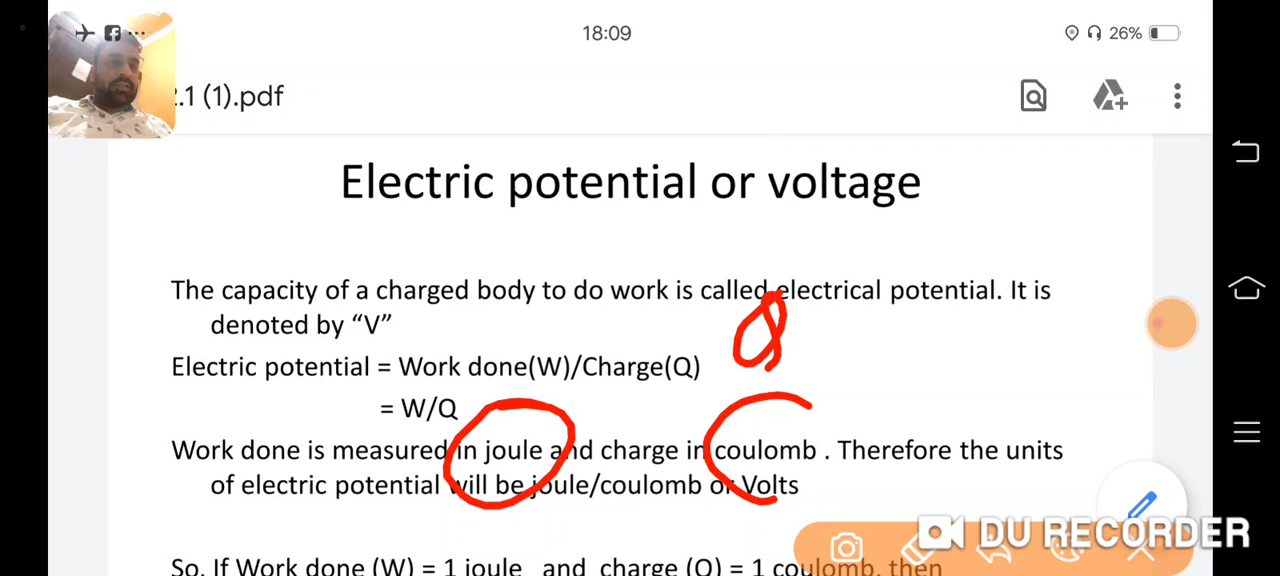 18:09
26%
.1 (1).pdf
Electric potential or voltage
The capacity of a charged body to do work is called electrical potential. It is
denoted by “V”
Electric potential = Work done(W)/Charge(Q)
= W/Q
Work done is measured in joule and charge in coulomb . Therefore the units
of electric potential will be joule/coulomb or Volts
So, If Work done (W) = 1 joule and charge (Q) = 1 coulomb, then
DU RECORDER